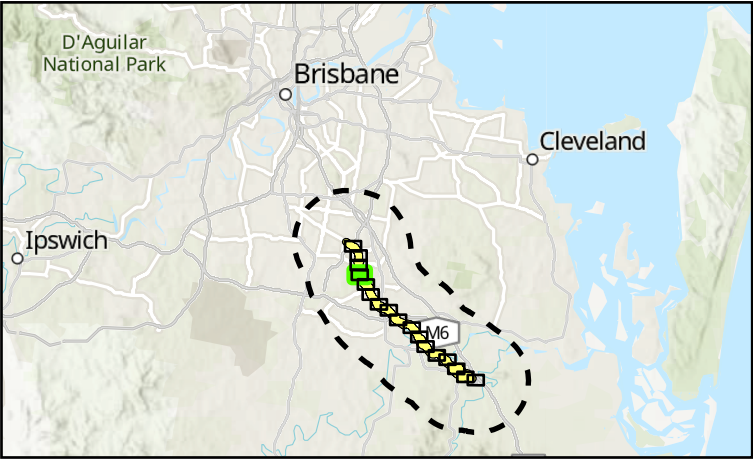 D'Aguilar
National Park
Brisbane
Cleveland
Ipswich
M6